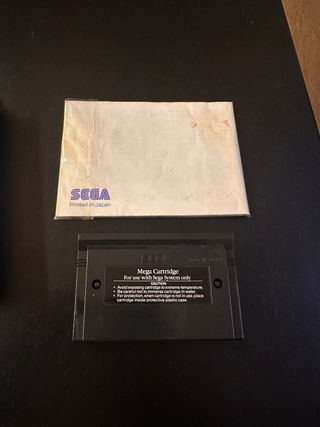 SEGA
Printed in Japan
SEGA
Mega Cartridge
For use with Sega System only
CAUTION
• Avoid exposing cartridge to extreme temperature.
• Be careful not to immerse cartridge in water.
• For protection, when cartridge is not in use, place
cartridge inside protective plastic case.